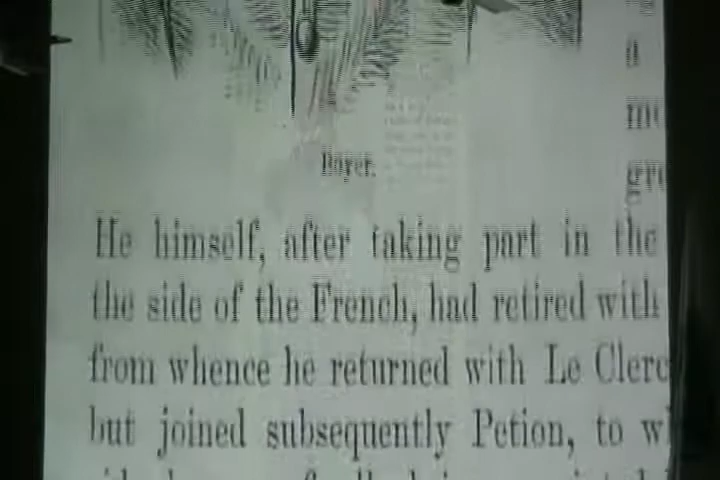 a
Boyer.
He himself, after taking part in the
the side of the French, had retired with
from whence he returned with Le Clerc
but joined subsequently Petion, to